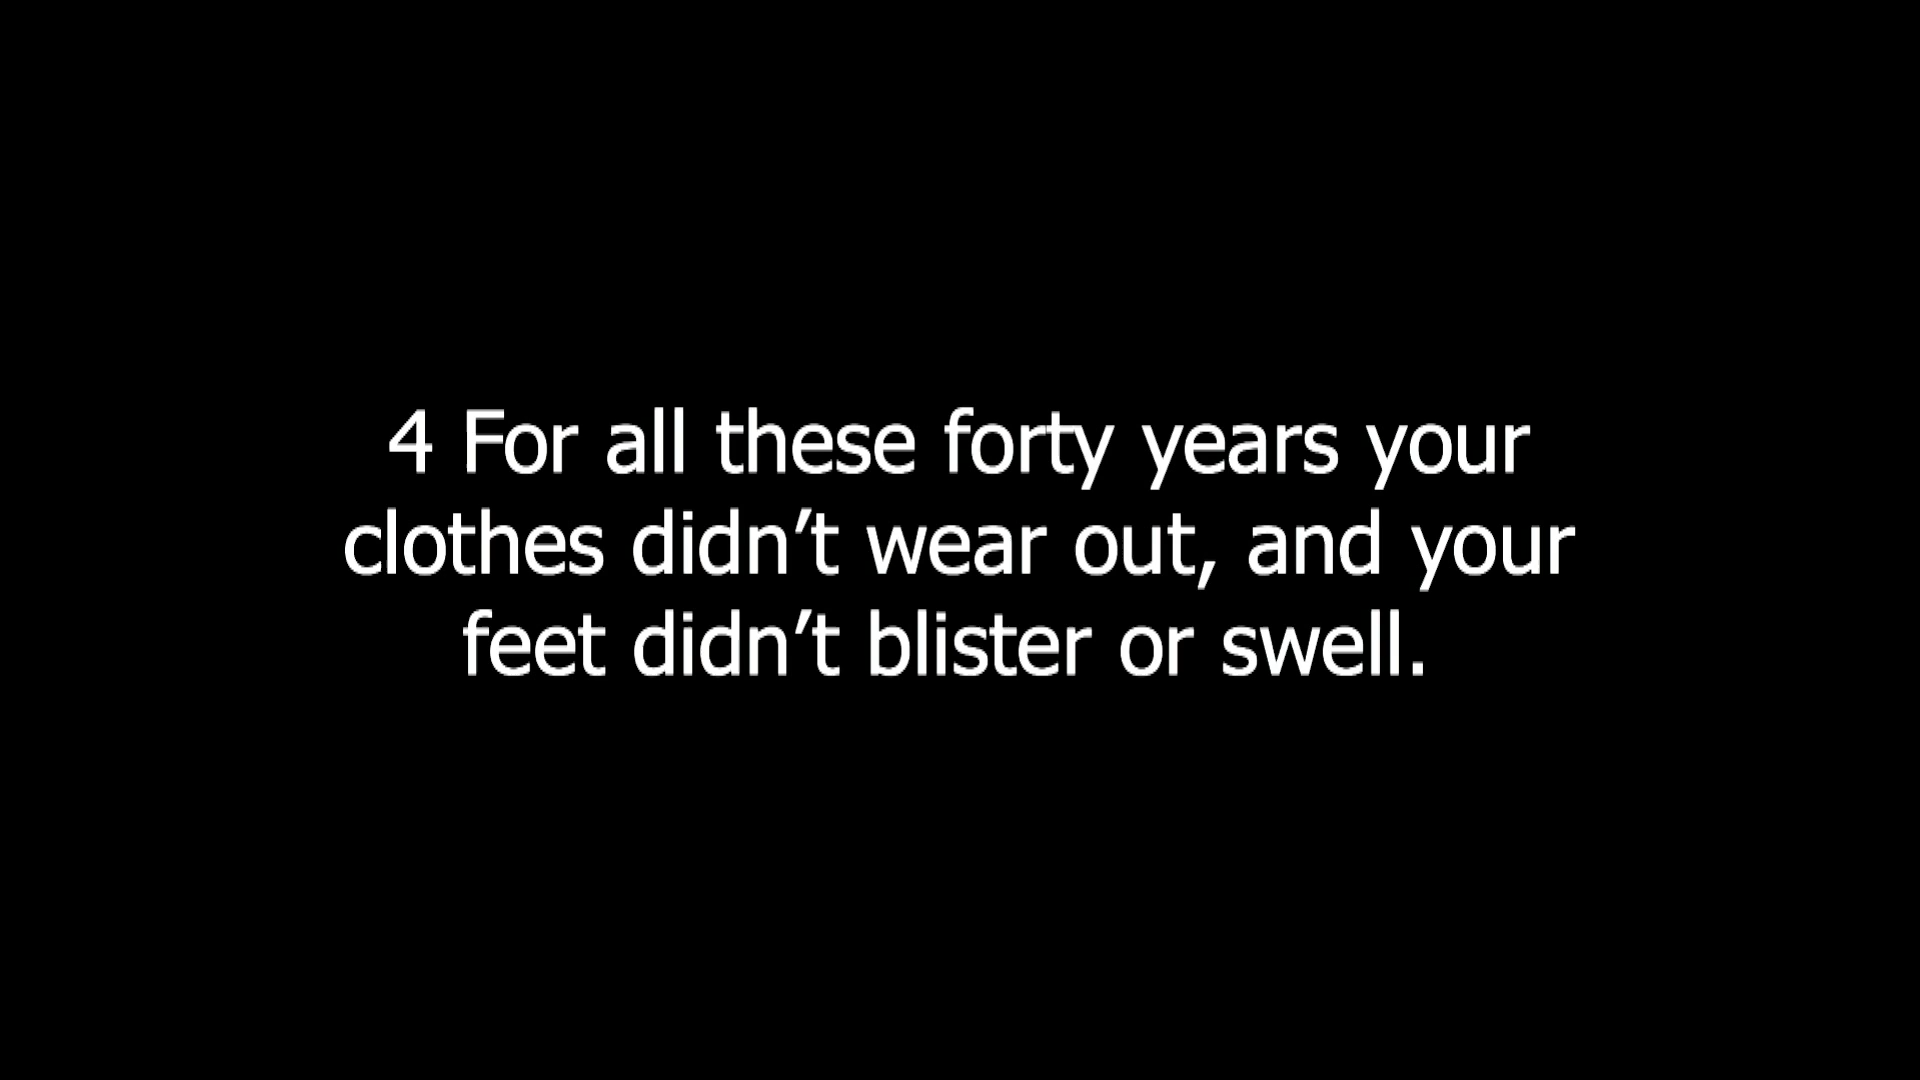 4 For all these forty years your
clothes didn’t wear out, and your
feet didn’t blister or swell.